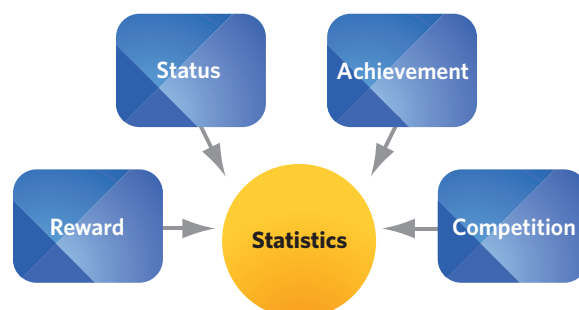 Status
Achievement
Reward
Statistics
Competition